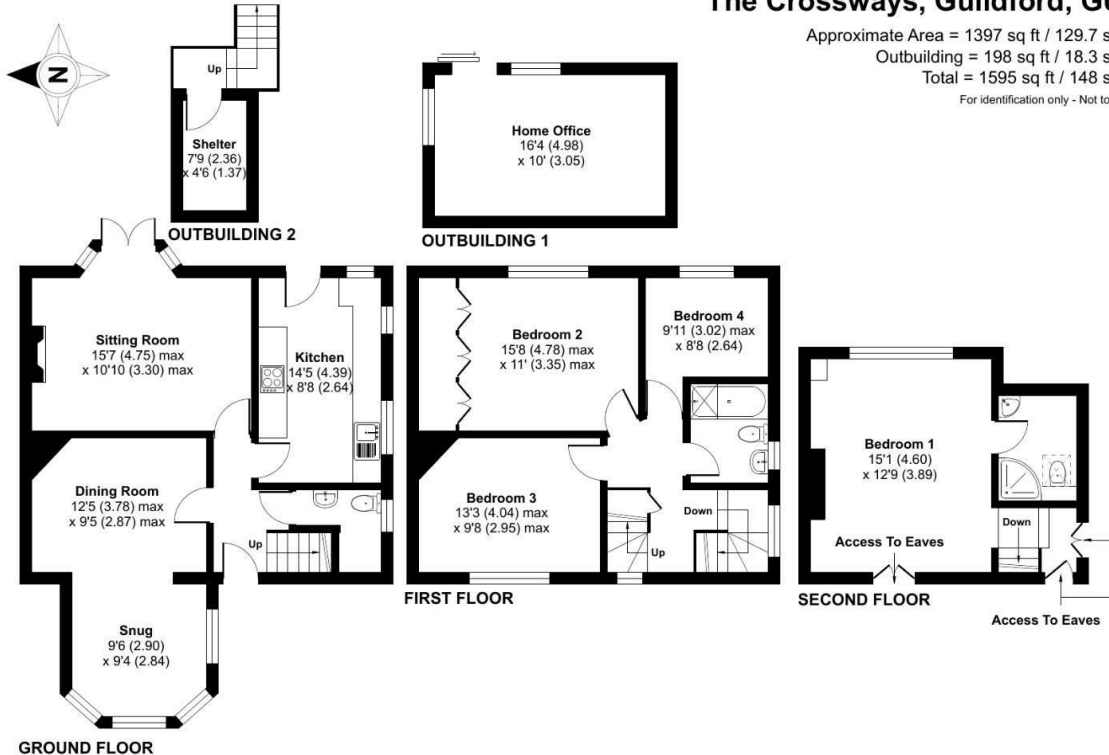 The Crossways, Guildford, Gu
Approximate Area = 1397 sq ft / 129.7 s
Outbuilding = 198 sq ft / 18.3 s
Total = 1595 sq ft / 148 s
For identification only - Not to
N
Up
Shelter
7'9 (2.36)
x 4'6 (1.37)
OUTBUILDING 2
Home Office
16'4 (4.98)
x 10' (3.05)
OUTBUILDING 1
Sitting Room
15'7 (4.75) max
x 10'10 (3.30) max
Kitchen
14'5 (4.39)
x 8'8 (2.64)
Dining Room
12'5 (3.78) max
x 9'5 (2.87) max
Up
Snug
9'6 (2.90)
x 9'4 (2.84)
GROUND FLOOR
Bedroom 2
15'8 (4.78) max
x 11' (3.35) max
Bedroom 4
9'11 (3.02) max
x 8'8 (2.64)
Bedroom 3
13'3 (4.04) max
x 9'8 (2.95) max
Down
Up
FIRST FLOOR
Bedroom 1
15'1 (4.60)
x 12'9 (3.89)
Down
Access To Eaves
SECOND FLOOR
Access To Eaves